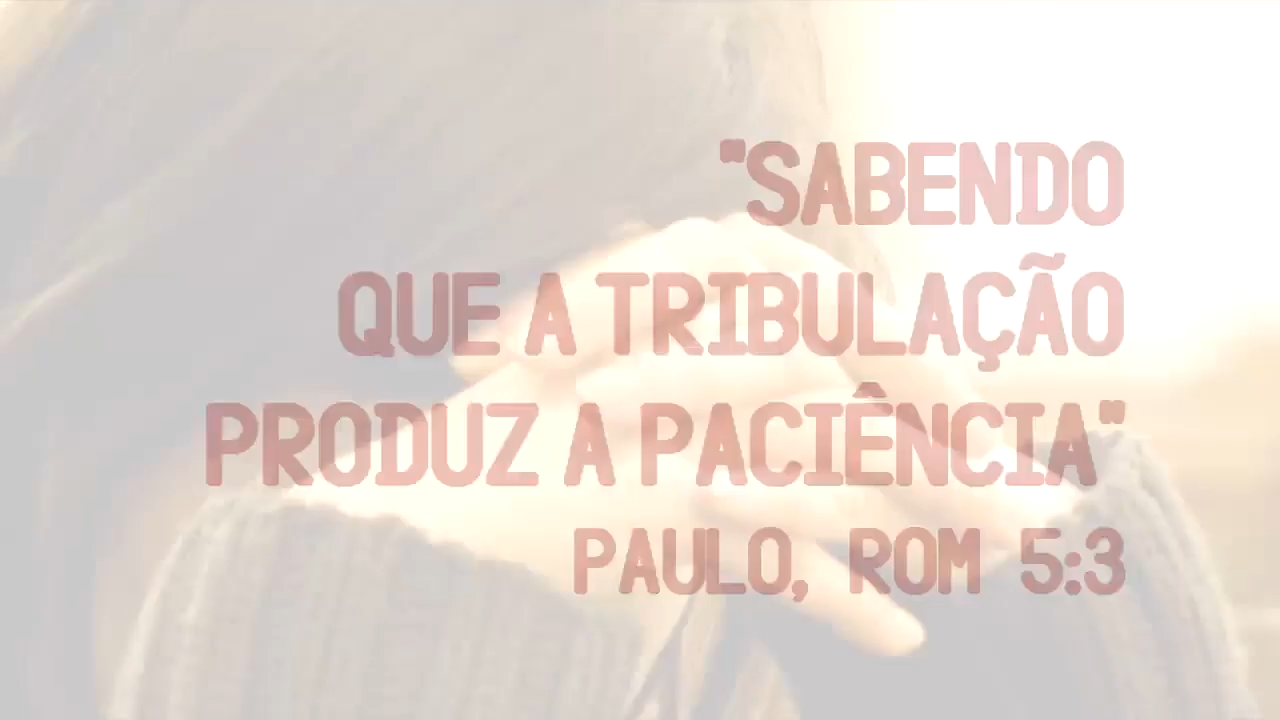 "SABENDO
QUE A TRIBULAÇÃO
PRODUZ A PACIÊNCIA"
PAULO, ROM 5:3